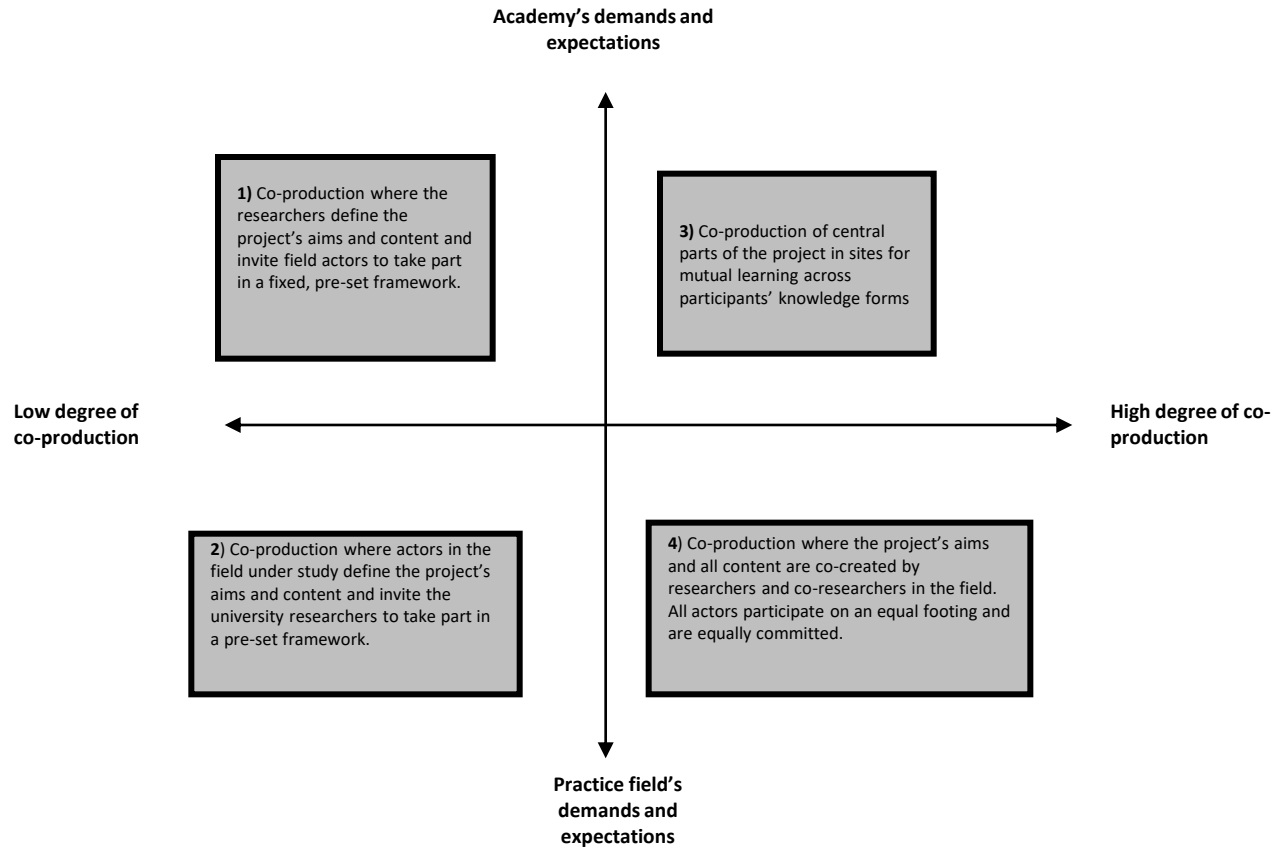 Academy’s demands and
expectations
1) Co-production where the
researchers define the
project’s aims and content and
invite field actors to take part
in a fixed, pre-set framework.
3) Co-production of central
parts of the project in sites for
mutual learning across
participants’ knowledge forms
Low degree of
co-production
High degree of co-
production
2) Co-production where actors in the
field under study define the project’s
aims and content and invite the
university researchers to take part in
a pre-set framework.
4) Co-production where the project’s aims
and all content are co-created by
researchers and co-researchers in the field.
All actors participate on an equal footing and
are equally committed.
Practice field’s
demands and
expectations